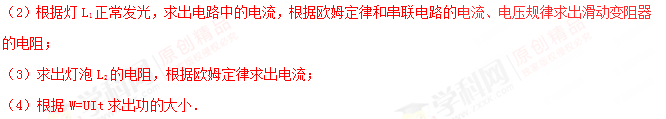 （2）根据灯 L₁正常发光，求出电路中的电流，根据欧姆定律和串联电路的电流、电压规律求出滑动变阻器
的电阻；
（3）求出灯泡 L₂的电阻，根据欧姆定律求出电流；
（4）根据 W=UIt 求出功的大小．